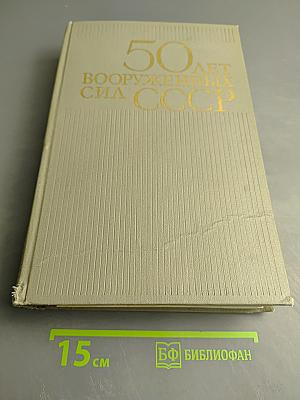 50 ЛЕТ
ВООРУЖЕННЫХ
СИЛ СССР
15 см
БФ БИБЛИОФАН